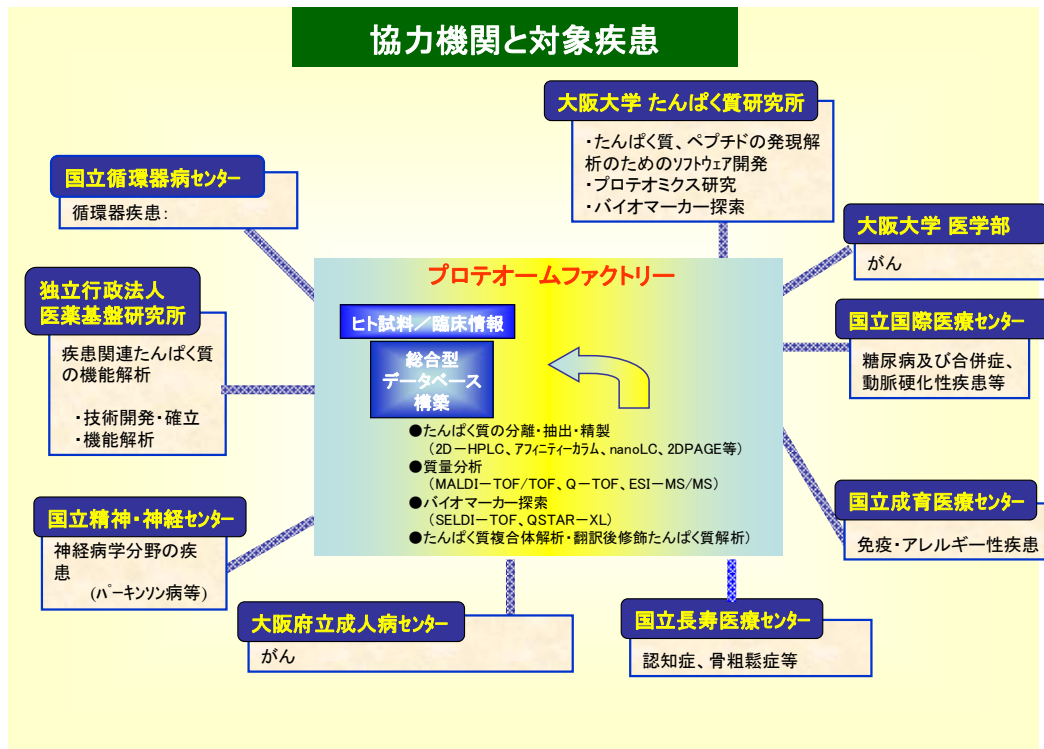 協力機関と対象疾患
大阪大学 たんぱく質研究所
・たんぱく質、ペプチドの発現解
析のためのソフトウェア開発
・プロテオミクス研究
・バイオマーカー探索
国立循環器病センター
循環器疾患:
大阪大学 医学部
がん
独立行政法人
医薬基盤研究所
疾患関連たんぱく質
の機能解析
・技術開発・確立
・機能解析
国立国際医療センター
糖尿病及び合併症、
動脈硬化性疾患等
プロテオームファクトリー
ヒト試料/臨床情報
総合型
データベース
構築
●たんぱく質の分離・抽出・精製
(2D-HPLC、アフィニティーカラム、nanoLC、2DPAGE等)
●質量分析
(MALDI-TOF/TOF、Q-TOF、ESI-MS/MS)
●バイオマーカー探索
(SELDI-TOF、QSTAR-XL)
●たんぱく質複合体解析・翻訳後修飾たんぱく質解析)
国立精神・神経センター
神経病学分野の疾
患
(パーキンソン病等)
国立成育医療センター
免疫・アレルギー性疾患
大阪府立成人病センター
がん
国立長寿医療センター
認知症、骨粗鬆症等